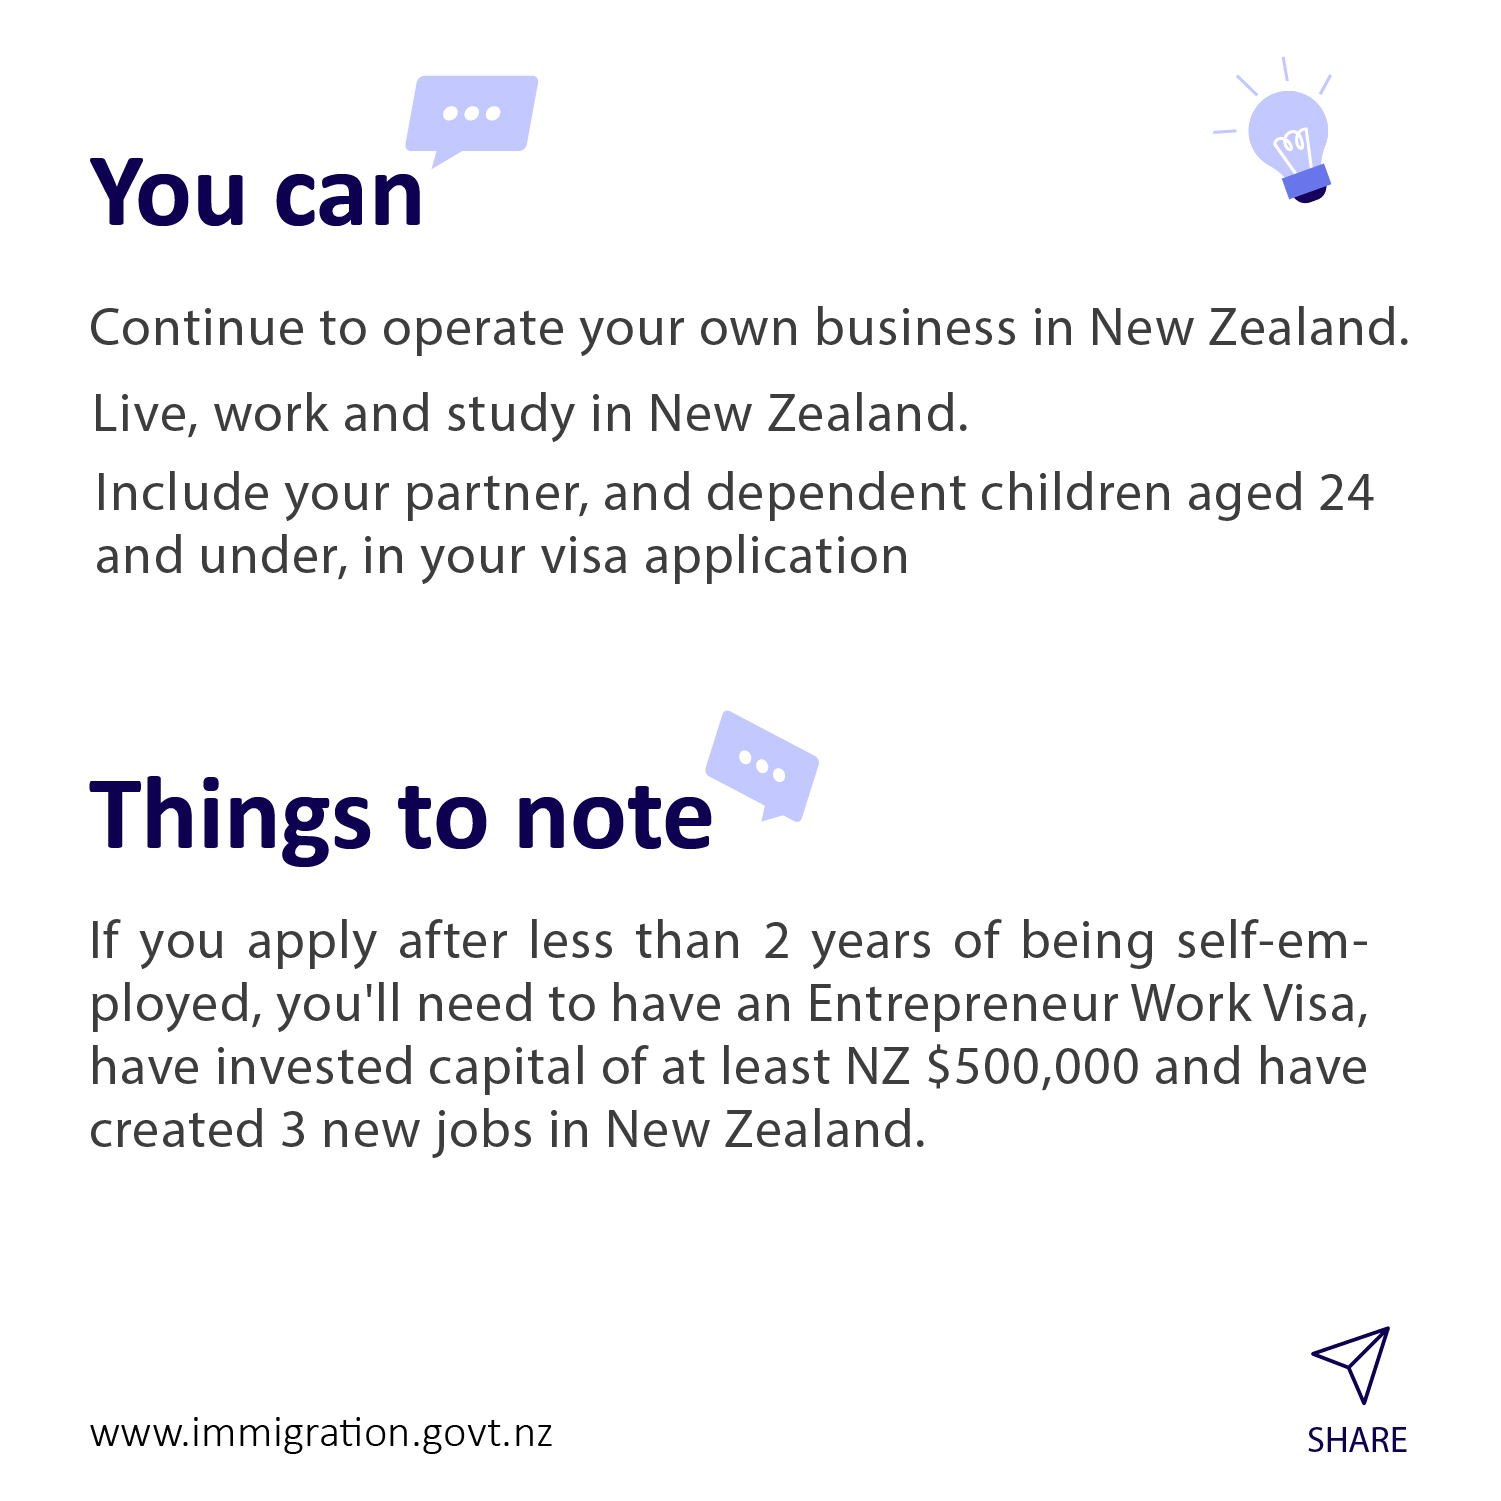 You can
Continue to operate your own business in New Zealand.
Live, work and study in New Zealand.
Include your partner, and dependent children aged 24
and under, in your visa application
Things to note
If you apply after less than 2 years of being self-em-
ployed, you'll need to have an Entrepreneur Work Visa,
have invested capital of at least NZ $500,000 and have
created 3 new jobs in New Zealand.
www.immigration.govt.nz
SHARE